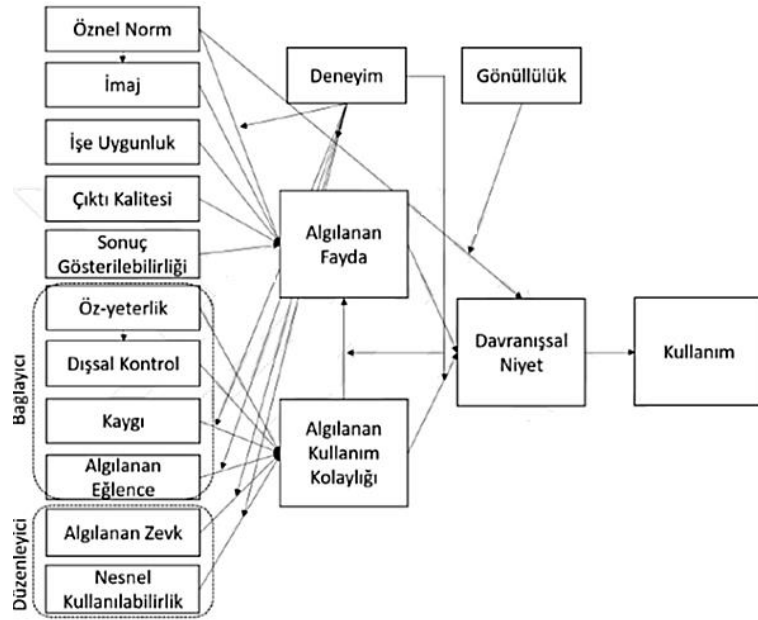 Öznel Norm
İmaj
İşe Uygunluk
Çıktı Kalitesi
Sonuç
Gösterilebilirliği
Bağlayıcı
Öz-yeterlik
Dışsal Kontrol
Kaygı
Algılanan
Eğlence
Düzenleyici
Algılanan Zevk
Nesnel
Kullanılabilirlik
Deneyim
Gönüllülük
Algılanan
Fayda
Algılanan
Kullanım
Kolaylığı
Davranışsal
Niyet
Kullanım